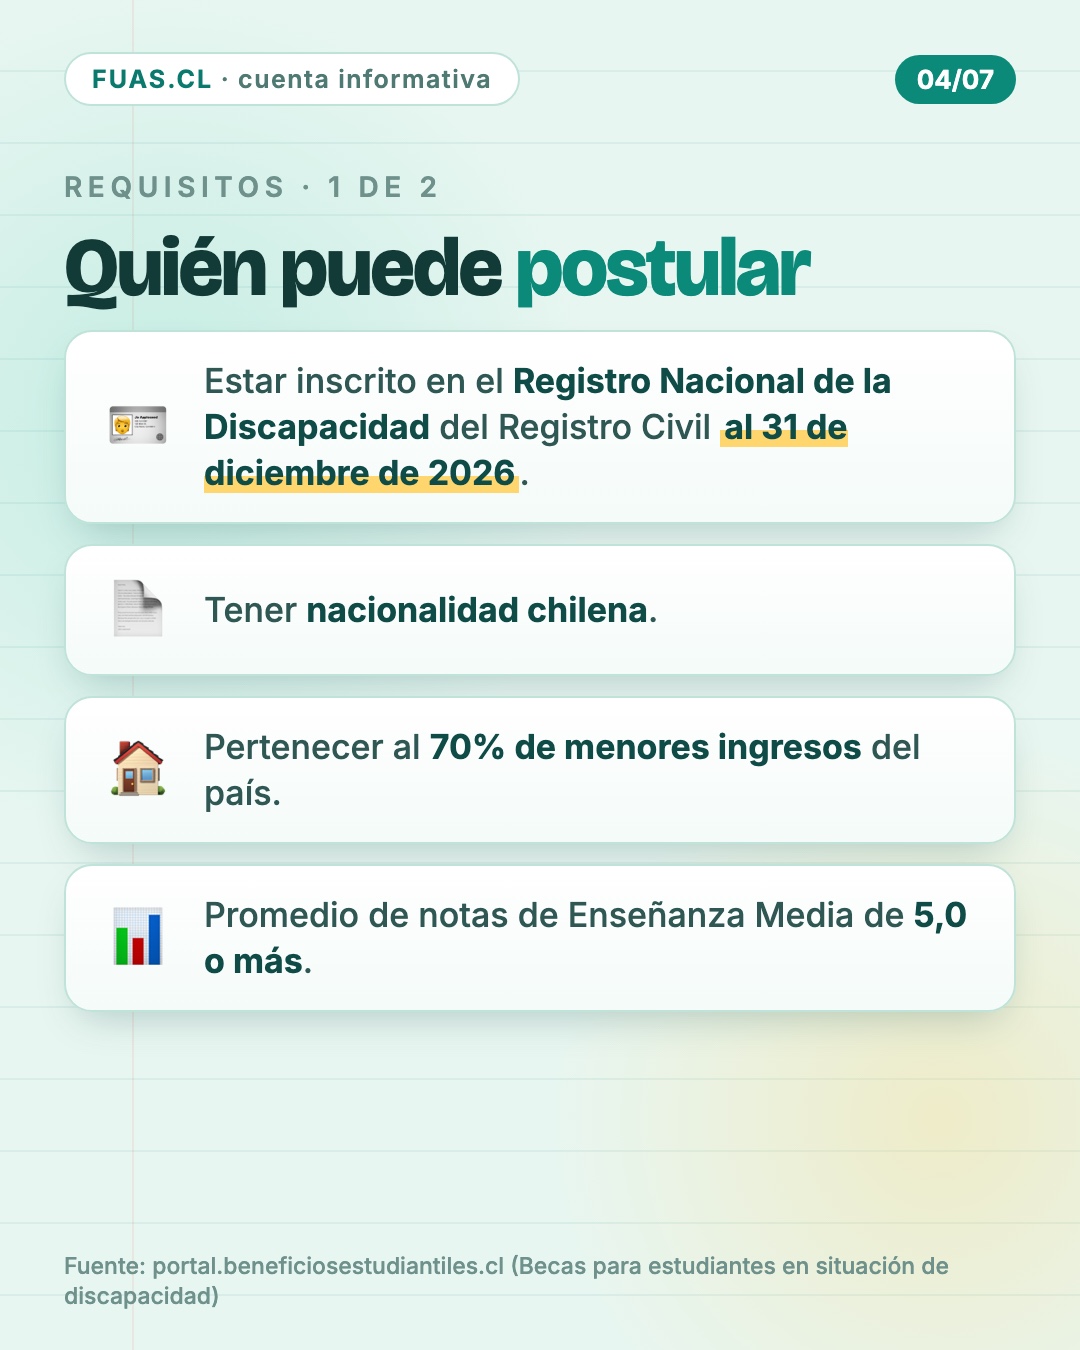 FUAS.CL · cuenta informativa
04/07
REQUISITOS · 1 DE 2
Quién puede postular
Estar inscrito en el Registro Nacional de la
Discapacidad del Registro Civil al 31 de
diciembre de 2026.
Tener nacionalidad chilena.
Pertenecer al 70% de menores ingresos del
país.
Promedio de notas de Enseñanza Media de 5,0
o más.
Fuente: portal.beneficiosestudiantiles.cl (Becas para estudiantes en situación de
discapacidad)